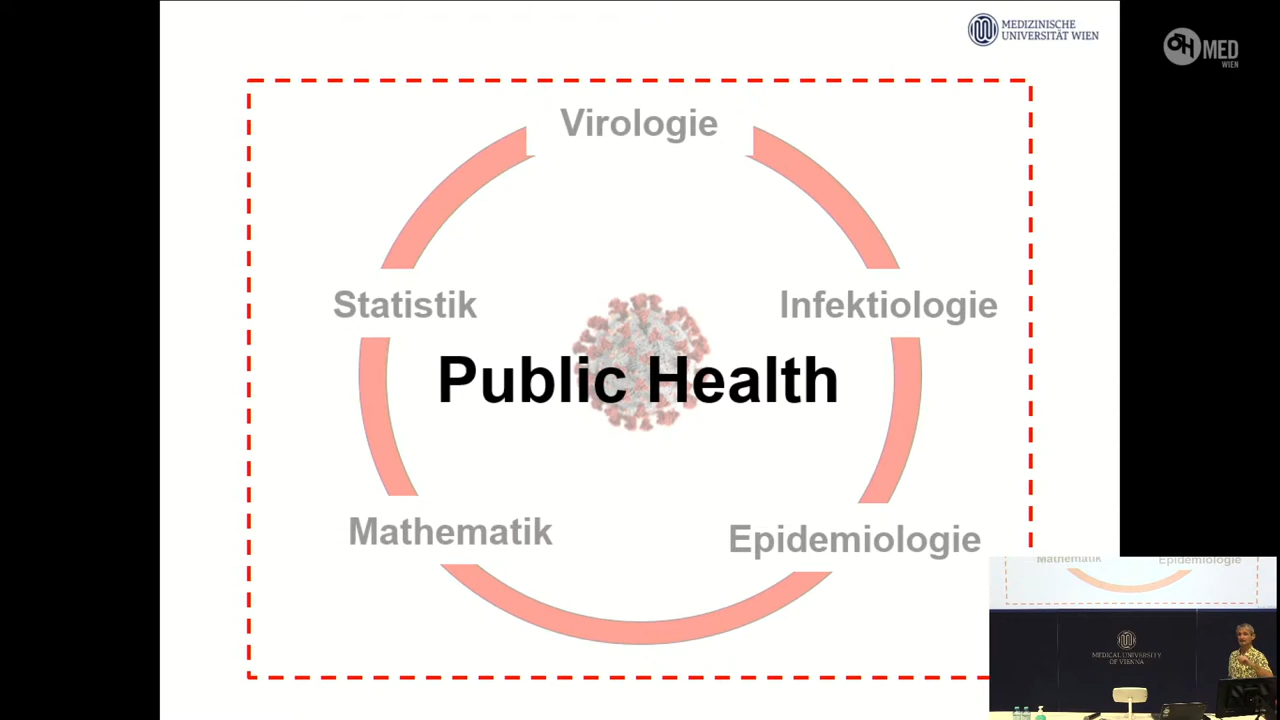 MEDIZINISCHE
UNIVERSITÄT WIEN
OH MED
WIEN
Virologie
Statistik
Infektiologie
Public Health
Mathematik
Epidemiologie
Mathematik
Epidemiologie
MEDICAL UNIVERSITY
OF VIENNA